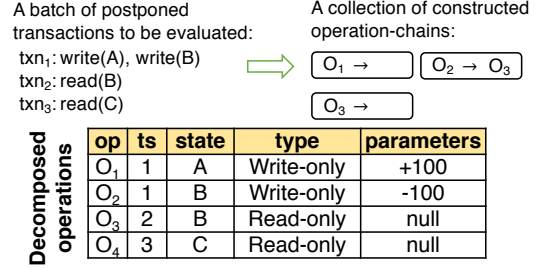 A batch of postponed
transactions to be evaluated:
txn₁: write(A), write(B)
txn₂: read(B)
txn₃: read(C)
A collection of constructed
operation-chains:
O₁ →
O₂ → O₃
O₃ →
Decomposed
operations
op ts state type parameters
O₁ 1 A Write-only +100
O₂ 1 B Write-only -100
O₃ 2 B Read-only null
O₄ 3 C Read-only null